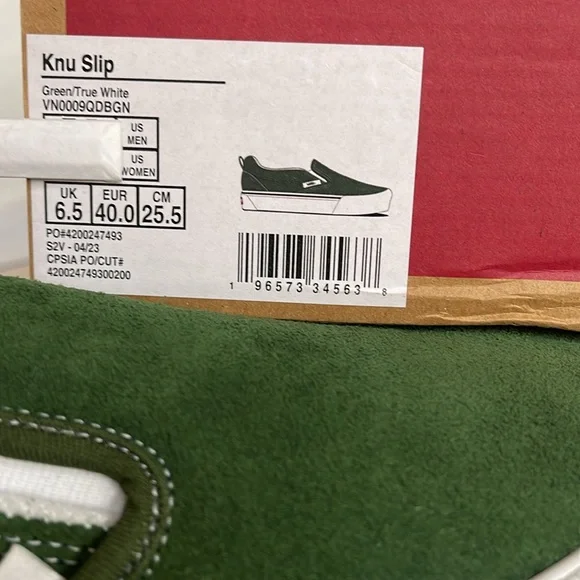 Knu Slip
Green/True White
VN0009QDBGN
US
MEN
US
WOMEN
UK EUR CM
6.5 40.0 25.5
PO#4200247493
S2V - 04/23
CPSIA PO/CUT#
420024749300200
1 96573 34563 8